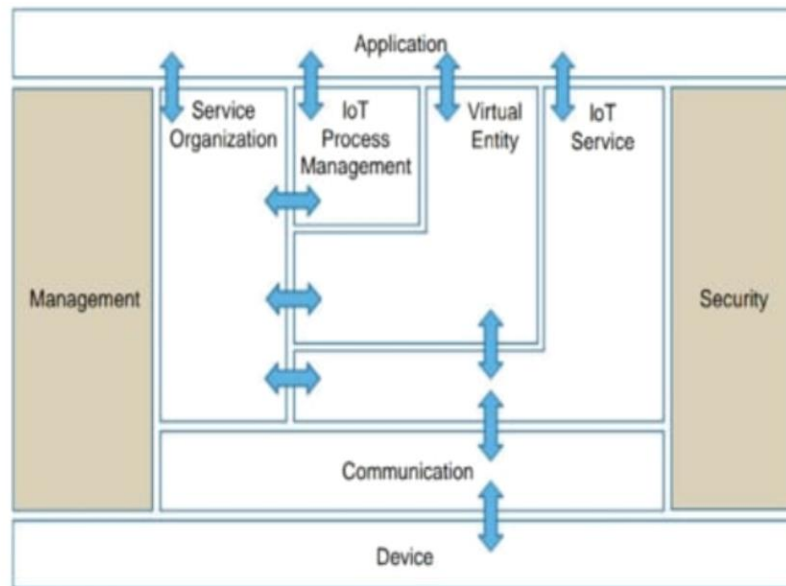 Application
Service
Organization
IoT
Process
Management
Virtual
Entity
IoT
Service
Management
Security
Communication
Device